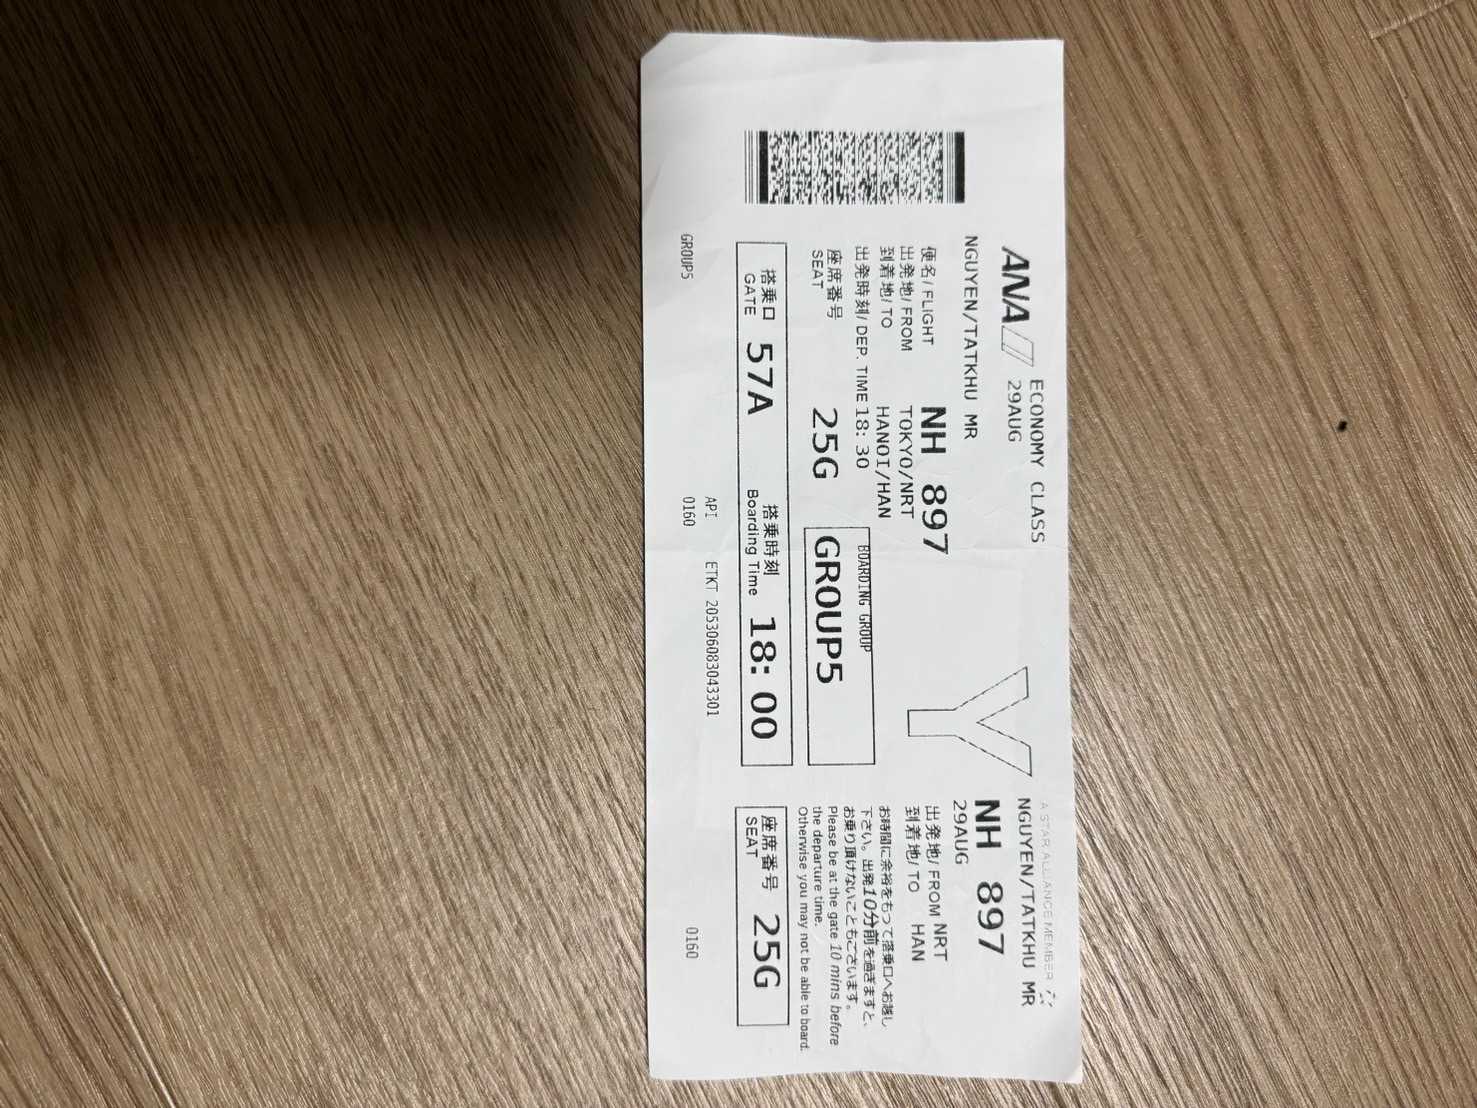 ANA
ECONOMY CLASS
29AUG
NGUYEN/TATKHU MR
便名/FLIGHT NH 897
出発地/FROM TOKYO/NRT
到着地/TO HANOI/HAN
出発時刻/DEP. TIME 18:30
座席番号
SEAT 25G
BOARDING GROUP
GROUP5
搭乗口
GATE 57A
搭乗時刻
Boarding Time 18:00
API ETKT 2053060830433​01
GROUP5 0160
Y
A STAR ALLIANCE MEMBER
NGUYEN/TATKHU MR
NH 897
29AUG
出発地/FROM NRT
到着地/TO HAN
お時間に余裕をもって搭乗口へお越し
下さい。出発10分前を過ぎますと、
お乗り頂けないこともございます。
Please be at the gate 10 mins before
the departure time.
Otherwise you may not be able to board.
座席番号
SEAT 25G
0160